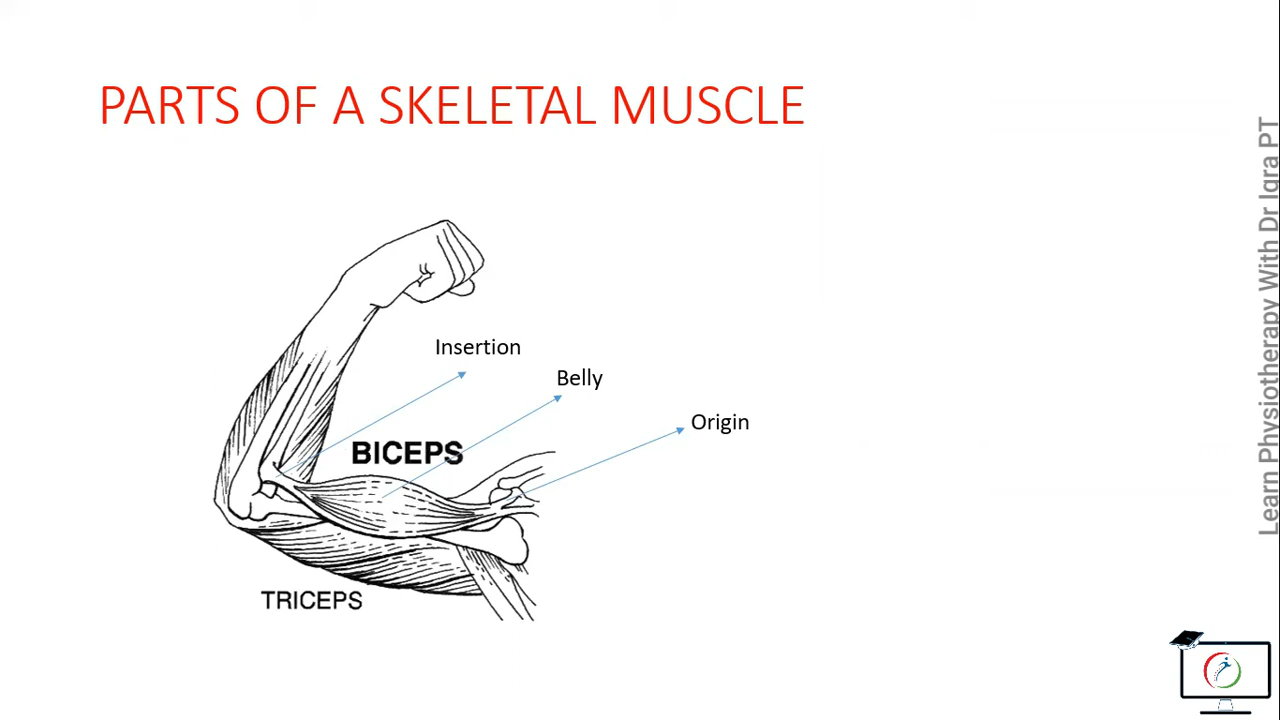 PARTS OF A SKELETAL MUSCLE
Insertion
Belly
Origin
BICEPS
TRICEPS
Learn Physiotherapy With Dr Iqra PT